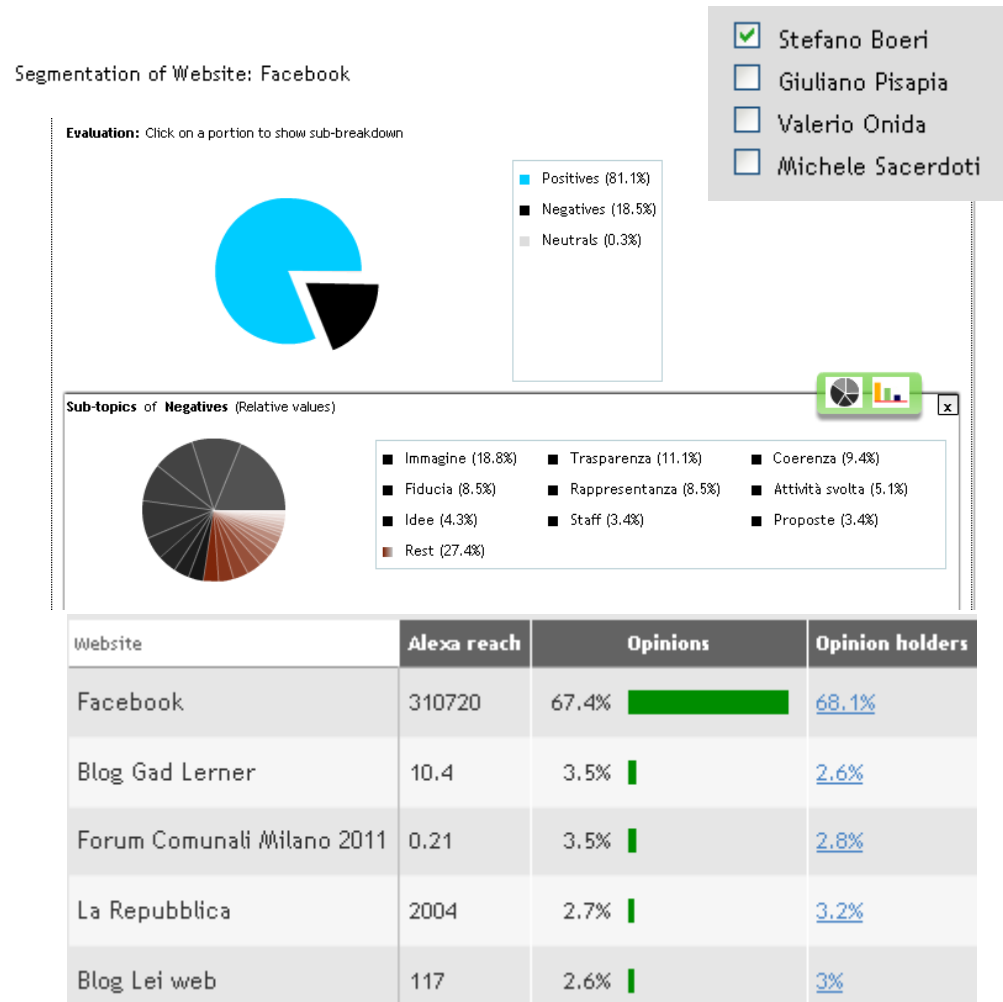 Stefano Boeri
Giuliano Pisapia
Valerio Onida
Michele Sacerdoti
Segmentation of Website: Facebook
Evaluation: Click on a portion to show sub-breakdown
Positives (81.1%)
Negatives (18.5%)
Neutrals (0.3%)
Sub-topics of Negatives (Relative values)
x
Immagine (18.8%) Trasparenza (11.1%) Coerenza (9.4%)
Fiducia (8.5%) Rappresentanza (8.5%) Attività svolta (5.1%)
Idee (4.3%) Staff (3.4%) Proposte (3.4%)
Rest (27.4%)
Website Alexa reach Opinions Opinion holders
Facebook 310720 67.4% 68.1%
Blog Gad Lerner 10.4 3.5% 2.6%
Forum Comunali Milano 2011 0.21 3.5% 2.8%
La Repubblica 2004 2.7% 3.2%
Blog Lei web 117 2.6% 3%